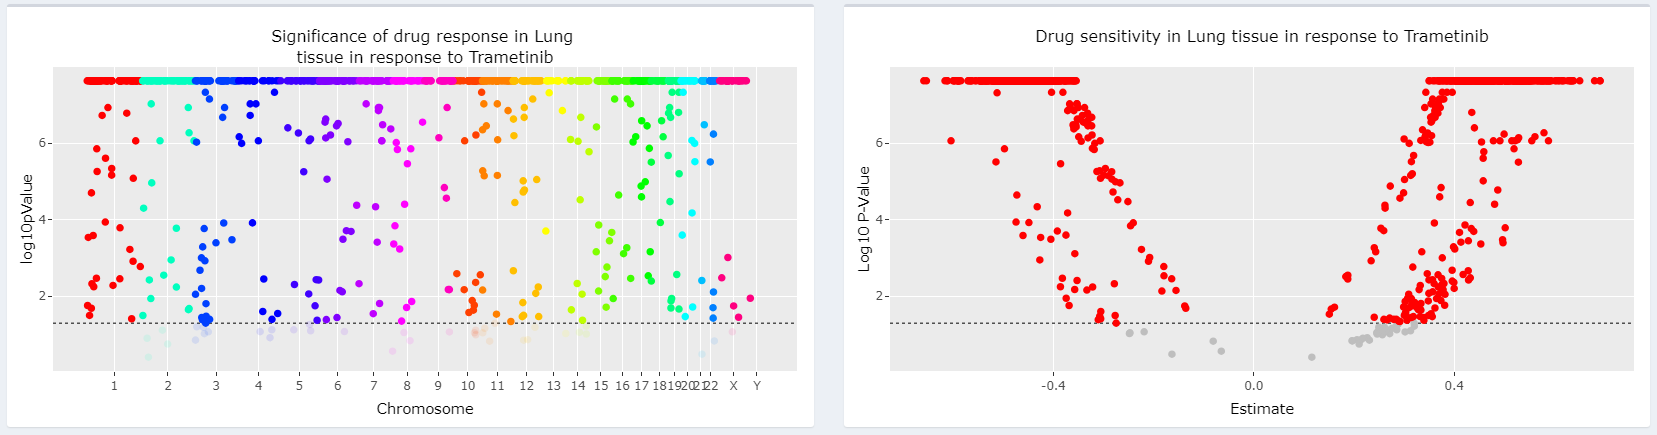 Significance of drug response in Lung
tissue in response to Trametinib
log10pValue
6
4
2
1 2 3 4 5 6 7 8 9 10 11 12 13 14 15 16 17 18 19 20 21 22 X Y
Chromosome
Drug sensitivity in Lung tissue in response to Trametinib
Log10 P-Value
6
4
2
-0.4 0.0 0.4
Estimate